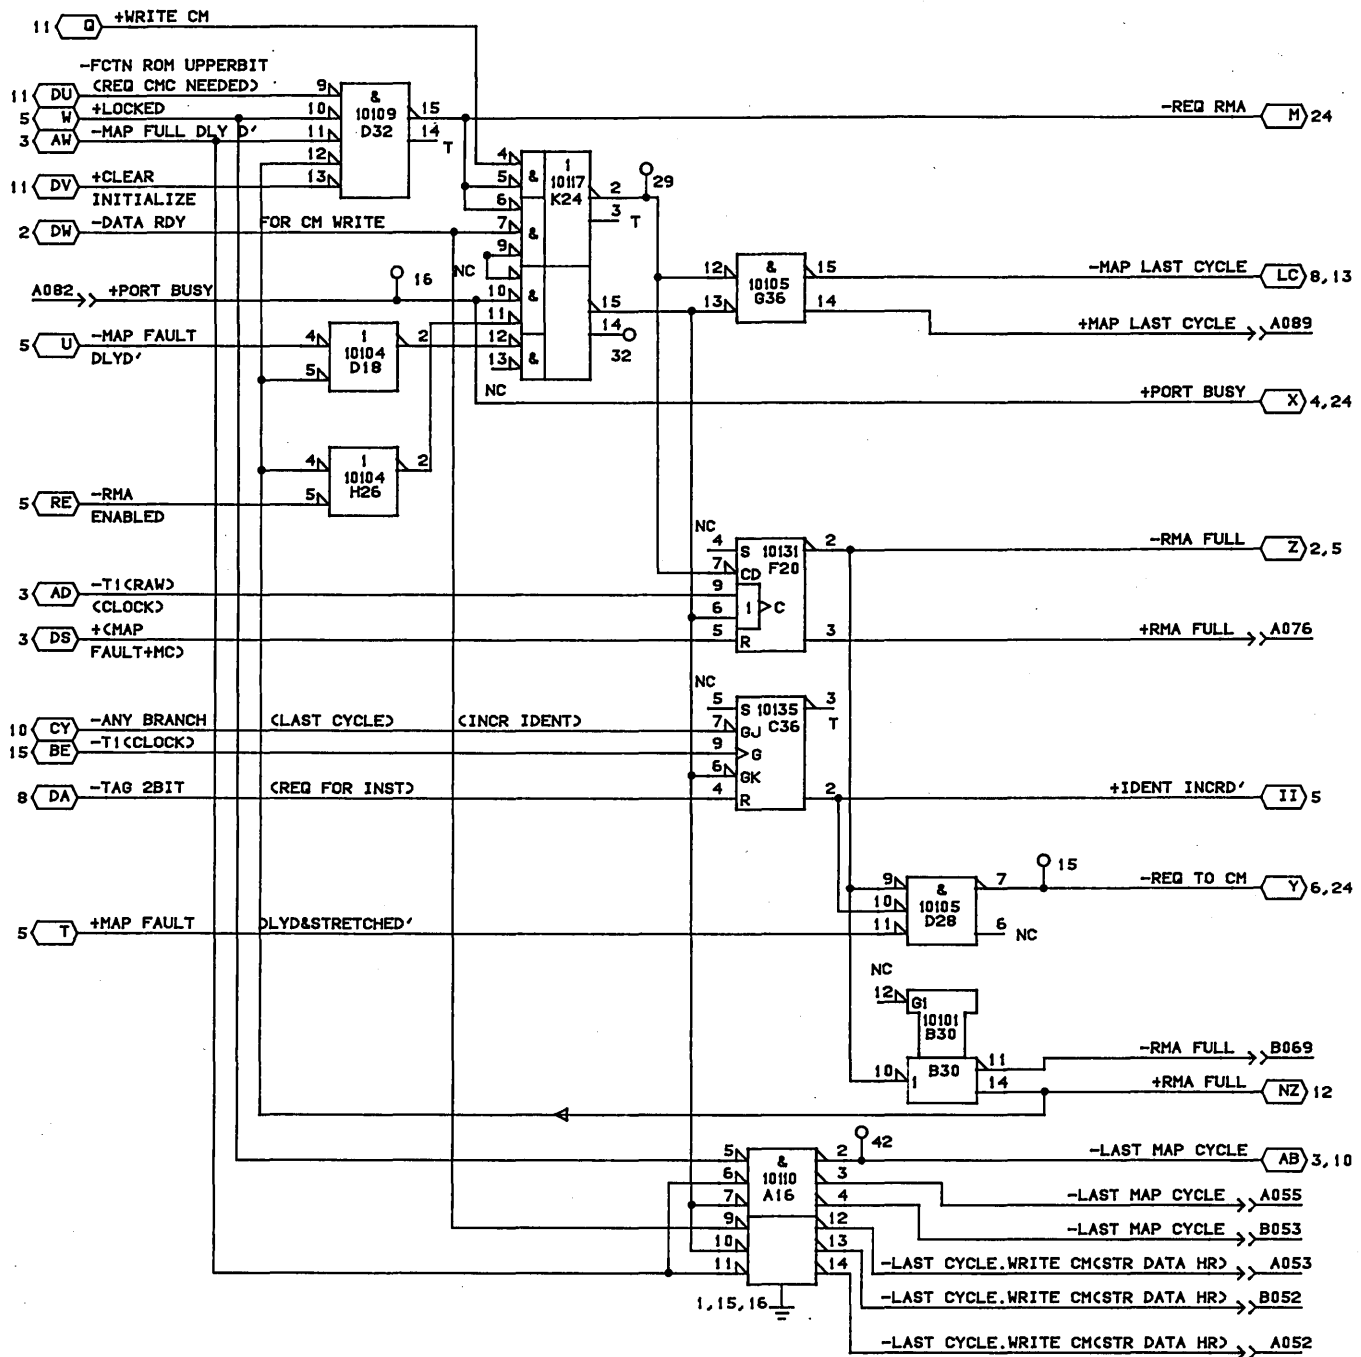 11 Q +WRITE CM
-FCTN ROM UPPERBIT
11 DU (REQ CMC NEEDED) 9
5 W +LOCKED 10
3 AW -MAP FULL DLY D' 11
12
11 DV +CLEAR 13
INITIALIZE
& 10109 D32
15
14 T
-REQ RMA M 24
2 DW -DATA RDY FOR CM WRITE
4 5 6 7 9 10 11 12 13
& & & &
1 10117 K24
2 29
3 T
15
14 32
NC
NC
A082 +PORT BUSY 16
5 U -MAP FAULT 4
DLYD' 5
1 10104 D18 2
4 1 10104 H26 2
5 RE -RMA 5
ENABLED
12 13 & 10105 G36
15 -MAP LAST CYCLE LC 8,13
14 +MAP LAST CYCLE A089
+PORT BUSY X 4,24
NC
4 S 10131 F20 2 -RMA FULL Z 2,5
7 CD
3 AD -T1(RAW) 9
(CLOCK) 6 1 C
3 DS +(MAP 5 R 3 +RMA FULL A076
FAULT+MC)
NC
5 S 10135 C36 3 T
10 CY -ANY BRANCH (LAST CYCLE) (INCR IDENT) 7 GJ
15 BE -T1(CLOCK) 9 G
6 GK
8 DA -TAG 2BIT (REQ FOR INST) 4 R 2 +IDENT INCRD' II 5
9 10 11 & 10105 D28
7 15 -REQ TO CM Y 6,24
6 NC
5 T +MAP FAULT DLYD&STRETCHED'
NC
12 G1 10101 B30
10 1 B30
11 -RMA FULL B069
14 +RMA FULL NZ 12
5 6 7 & 10110 A16
2 42 -LAST MAP CYCLE AB 3,10
3 -LAST MAP CYCLE A055
4 -LAST MAP CYCLE B053
9 10 11
12 -LAST CYCLE.WRITE CM(STR DATA HR) A053
13 -LAST CYCLE.WRITE CM(STR DATA HR) B052
14 -LAST CYCLE.WRITE CM(STR DATA HR) A052
1,15,16